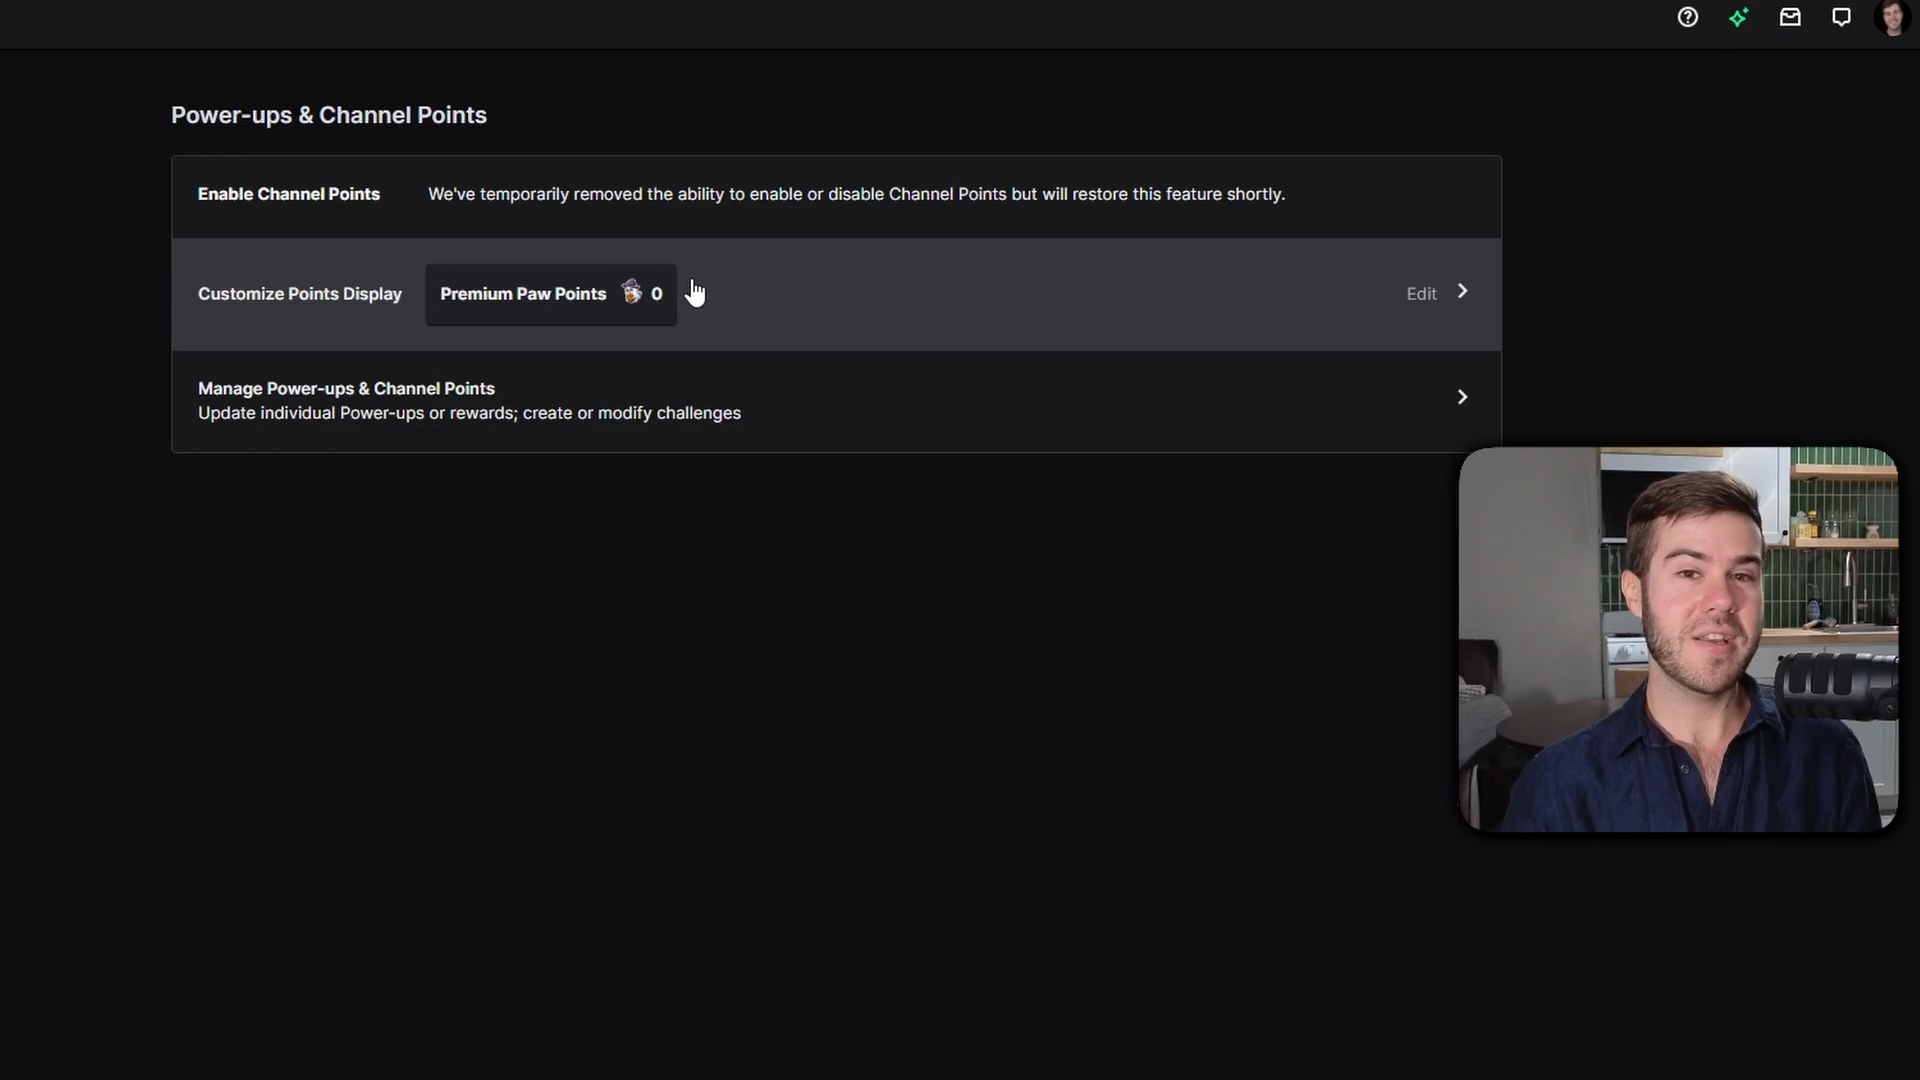 Power-ups & Channel Points
Enable Channel Points We've temporarily removed the ability to enable or disable Channel Points but will restore this feature shortly.
Customize Points Display Premium Paw Points 0 Edit
Manage Power-ups & Channel Points
Update individual Power-ups or rewards; create or modify challenges